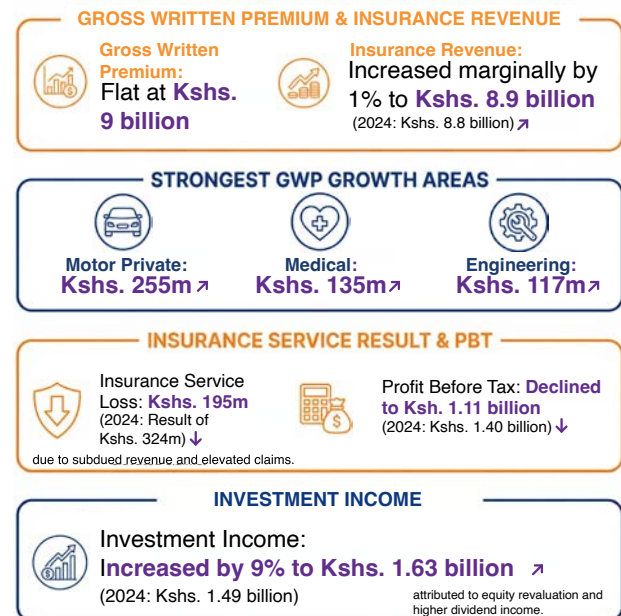 GROSS WRITTEN PREMIUM & INSURANCE REVENUE
Gross Written
Premium:
Flat at Kshs.
9 billion
Insurance Revenue:
Increased marginally by
1% to Kshs. 8.9 billion
(2024: Kshs. 8.8 billion)
STRONGEST GWP GROWTH AREAS
Motor Private:
Kshs. 255m
Medical:
Kshs. 135m
Engineering:
Kshs. 117m
INSURANCE SERVICE RESULT & PBT
Insurance Service
Loss: Kshs. 195m
(2024: Result of
Kshs. 324m)
due to subdued revenue and elevated claims.
Profit Before Tax: Declined
to Ksh. 1.11 billion
(2024: Kshs. 1.40 billion)
INVESTMENT INCOME
Investment Income:
Increased by 9% to Kshs. 1.63 billion
(2024: Kshs. 1.49 billion)
attributed to equity revaluation and
higher dividend income.